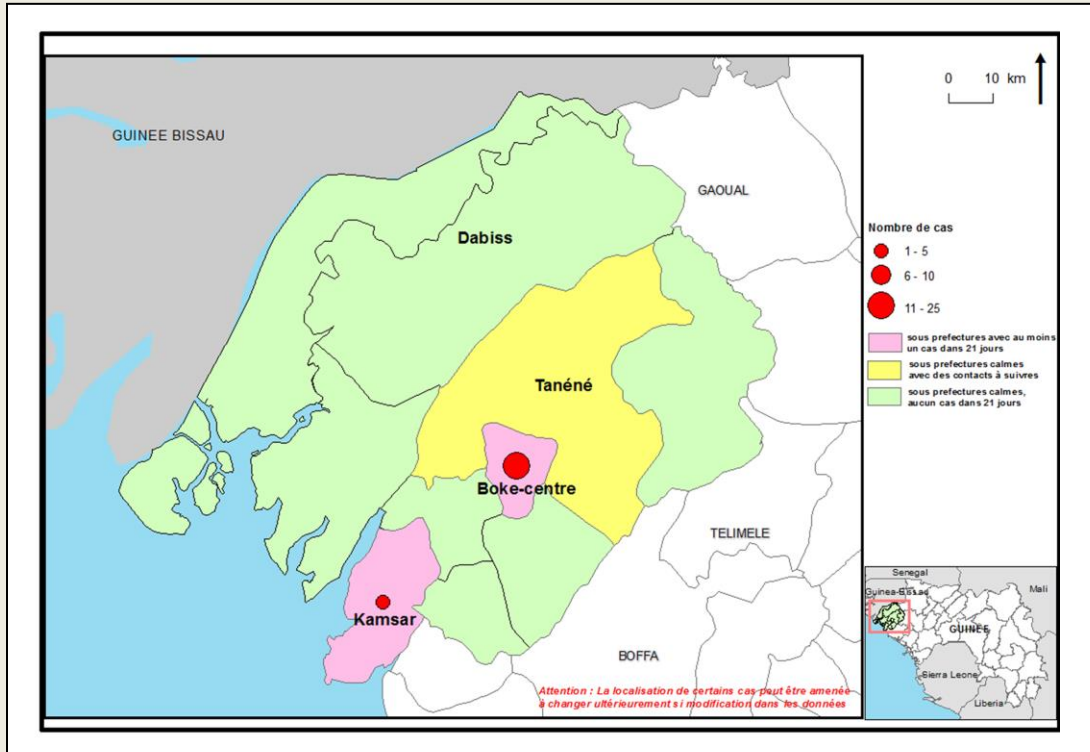 GUINEE BISSAU
0 10 km
GAOUAL
Dabiss
Tanéné
Boke-centre
Kamsar
TELIMELE
BOFFA
Nombre de cas
1 - 5
6 - 10
11 - 25
sous prefectures avec au moins
un cas dans 21 jours
sous prefectures calmes
avec des contacts à suivres
sous prefectures calmes,
aucun cas dans 21 jours
Attention : La localisation de certains cas peut être amenée
à changer ultérieurement si modification dans les données
Senegal
Guinea-Bissau
Mali
GUINEE
Sierra Leone
Liberia